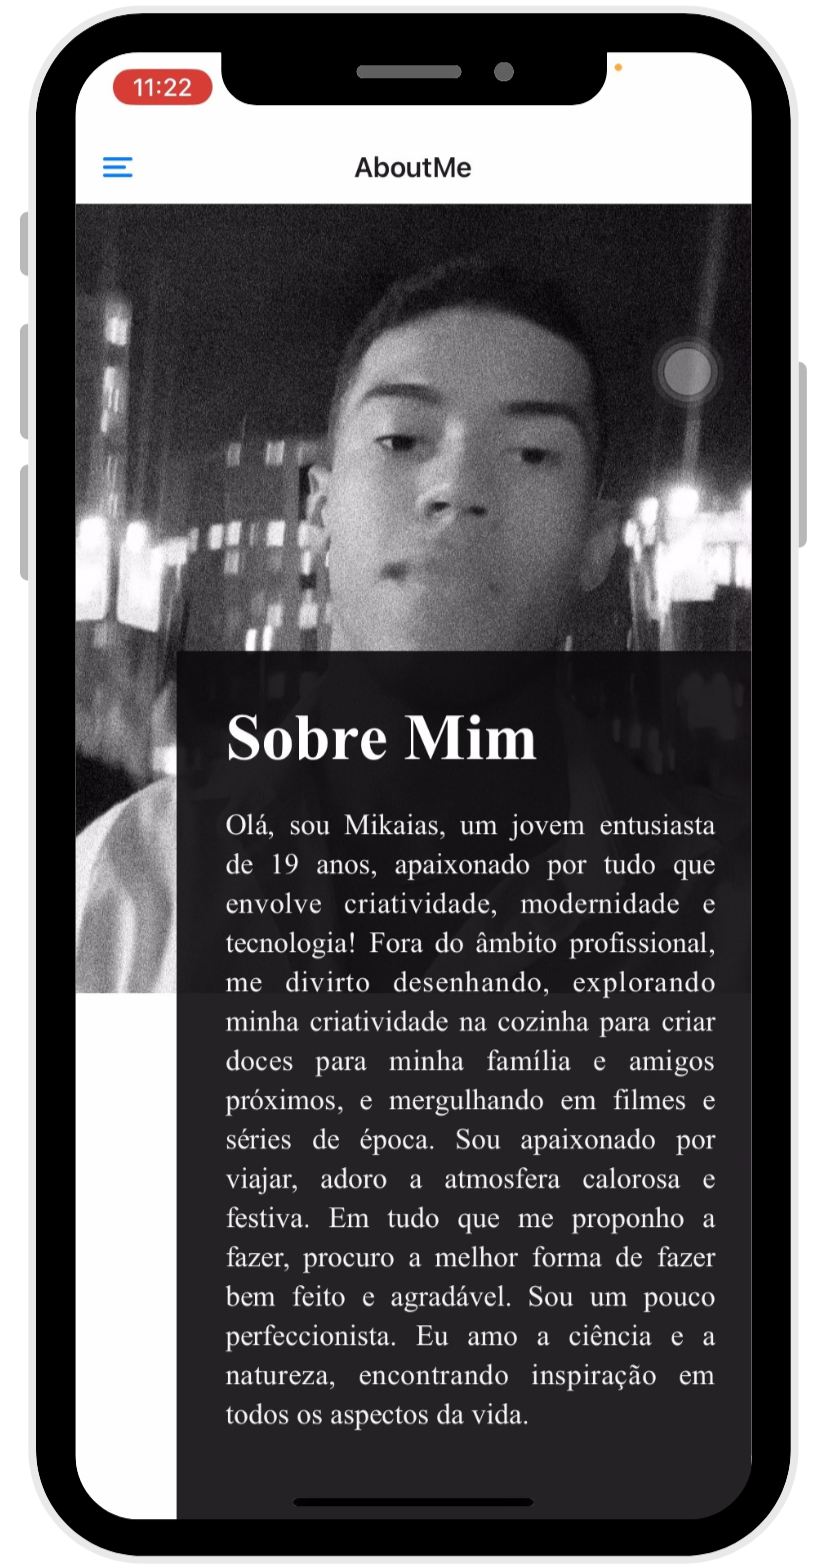 11:22
AboutMe
Sobre Mim
Olá, sou Mikaias, um jovem entusiasta
de 19 anos, apaixonado por tudo que
envolve criatividade, modernidade e
tecnologia! Fora do âmbito profissional,
me divirto desenhando, explorando
minha criatividade na cozinha para criar
doces para minha família e amigos
próximos, e mergulhando em filmes e
séries de época. Sou apaixonado por
viajar, adoro a atmosfera calorosa e
festiva. Em tudo que me proponho a
fazer, procuro a melhor forma de fazer
bem feito e agradável. Sou um pouco
perfeccionista. Eu amo a ciência e a
natureza, encontrando inspiração em
todos os aspectos da vida.